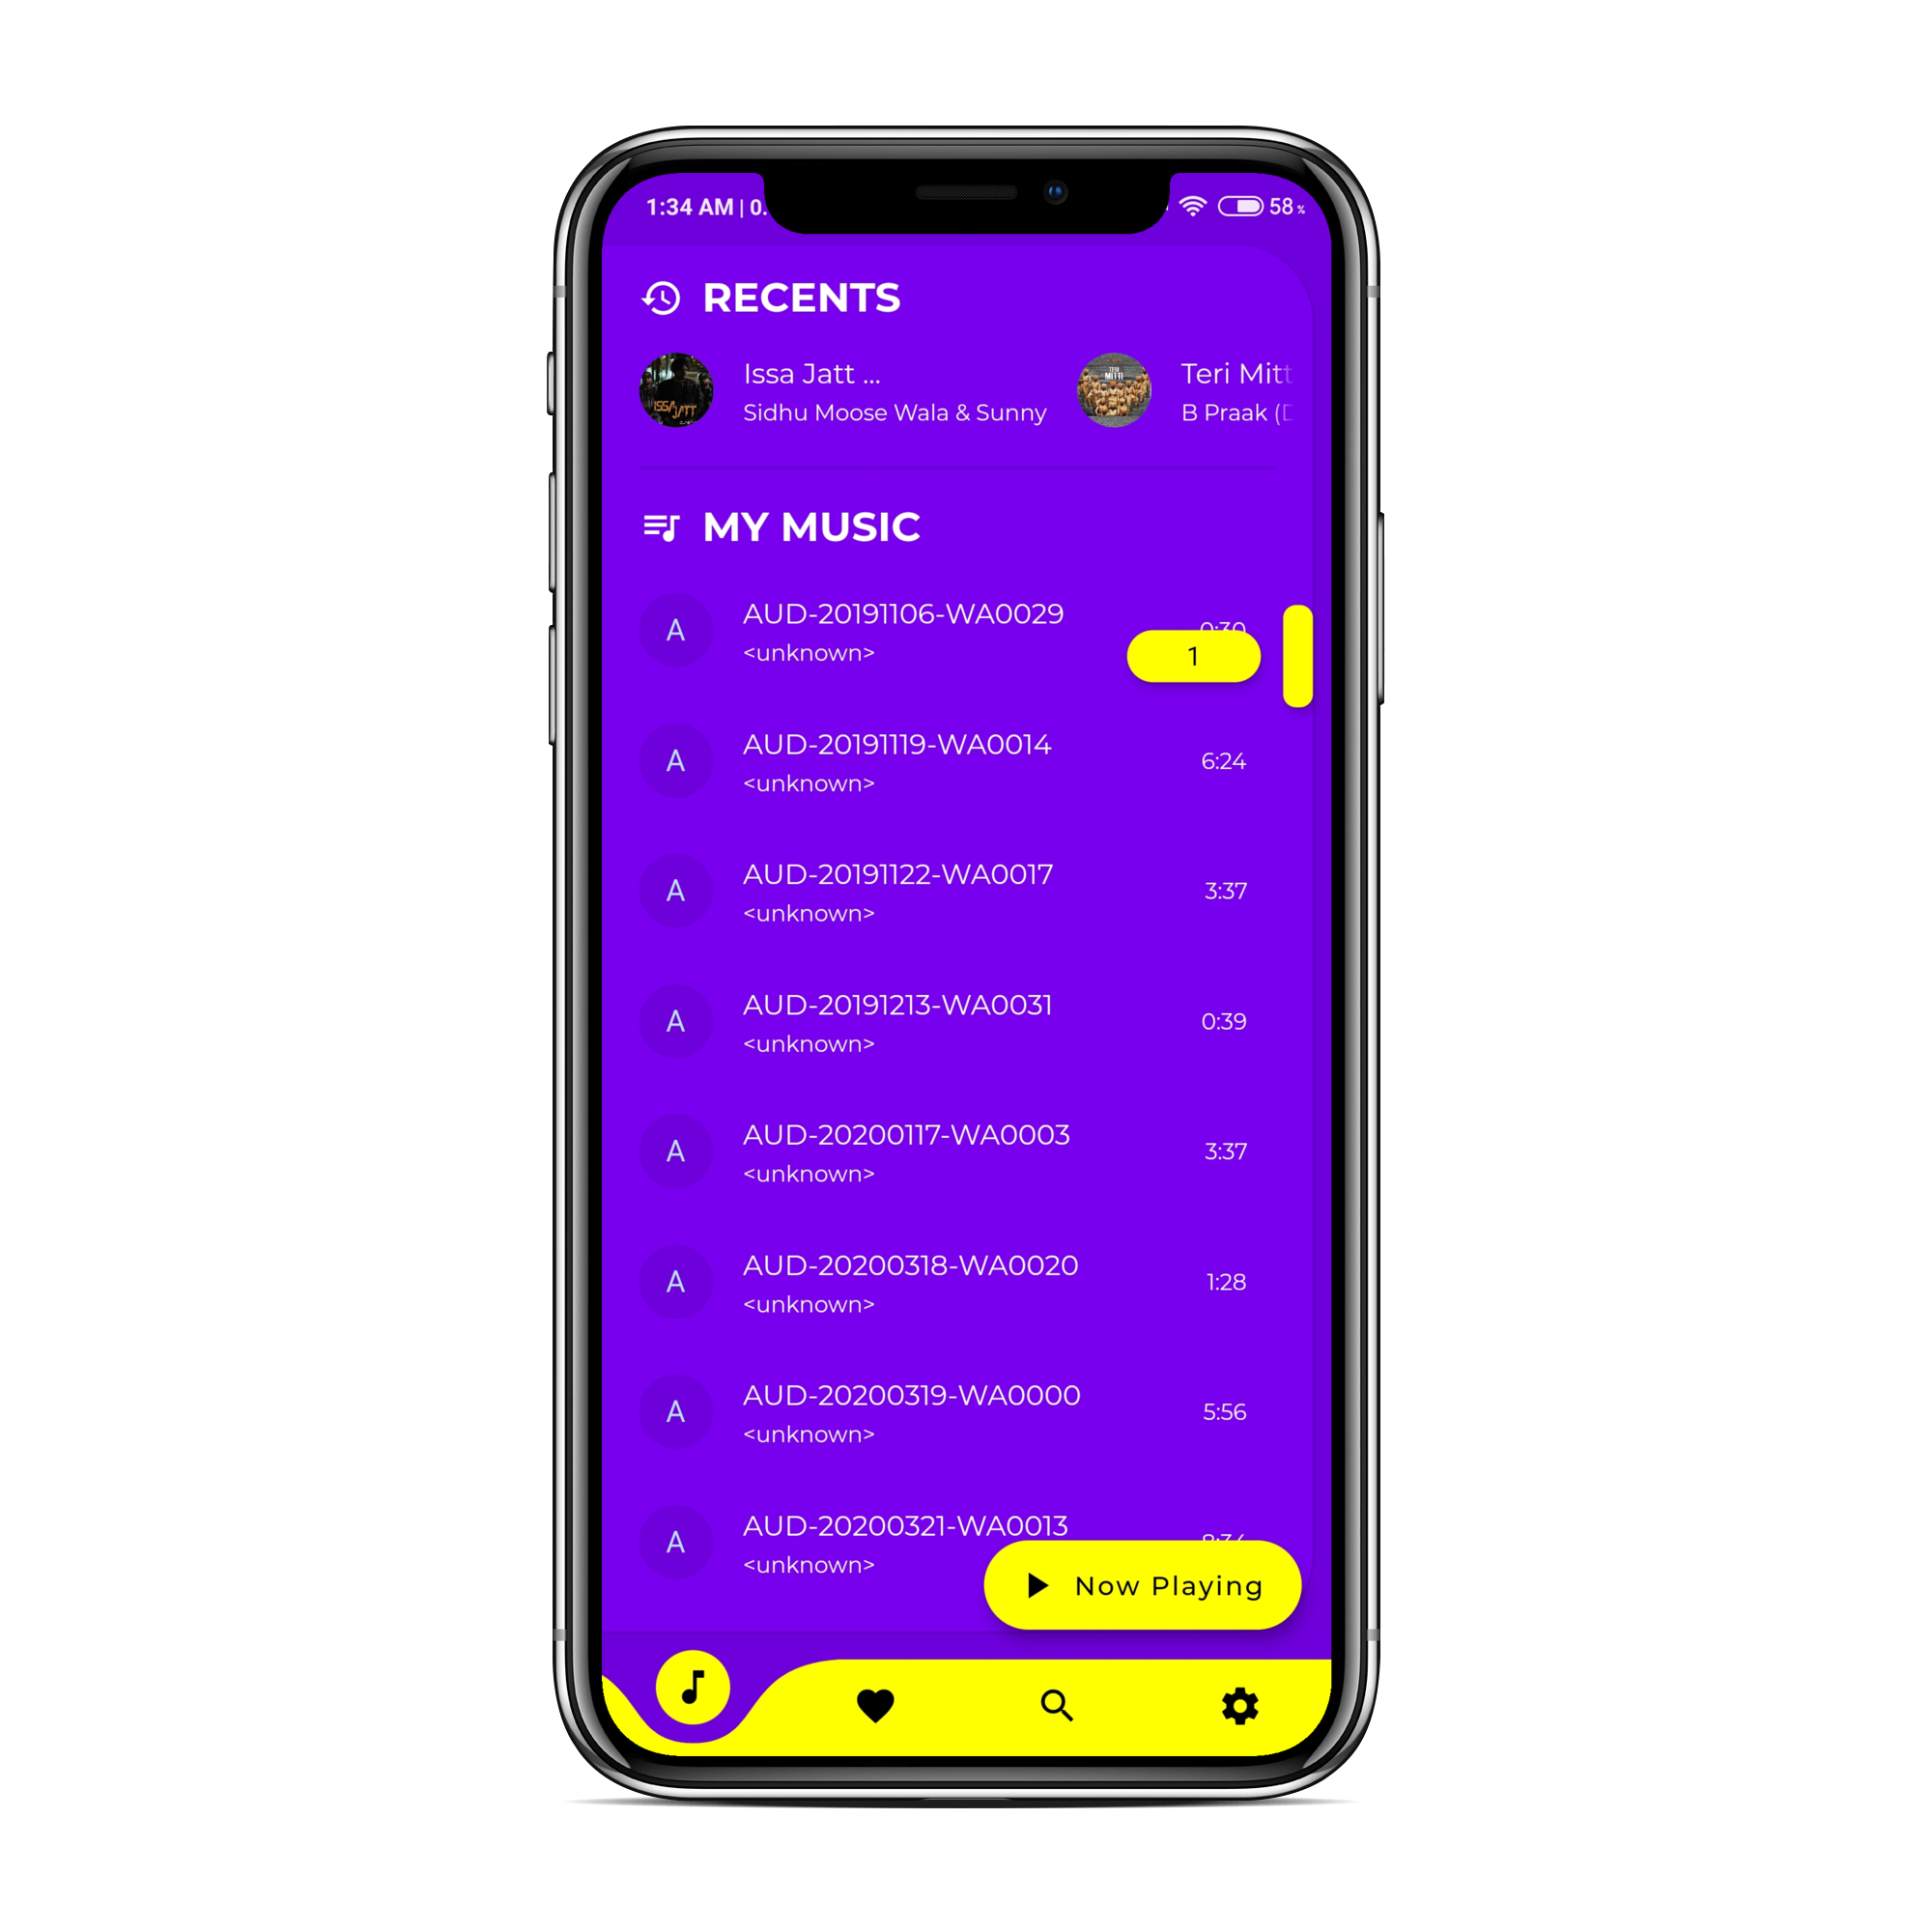 1:34 AM | 0.
58 %
RECENTS
Issa Jatt ...
Sidhu Moose Wala & Sunny
Teri Mitt
B Praak (D
MY MUSIC
A
AUD-20191106-WA0029
<unknown>
0:30
1
A
AUD-20191119-WA0014
<unknown>
6:24
A
AUD-20191122-WA0017
<unknown>
3:37
A
AUD-20191213-WA0031
<unknown>
0:39
A
AUD-20200117-WA0003
<unknown>
3:37
A
AUD-20200318-WA0020
<unknown>
1:28
A
AUD-20200319-WA0000
<unknown>
5:56
A
AUD-20200321-WA0013
<unknown>
Now Playing